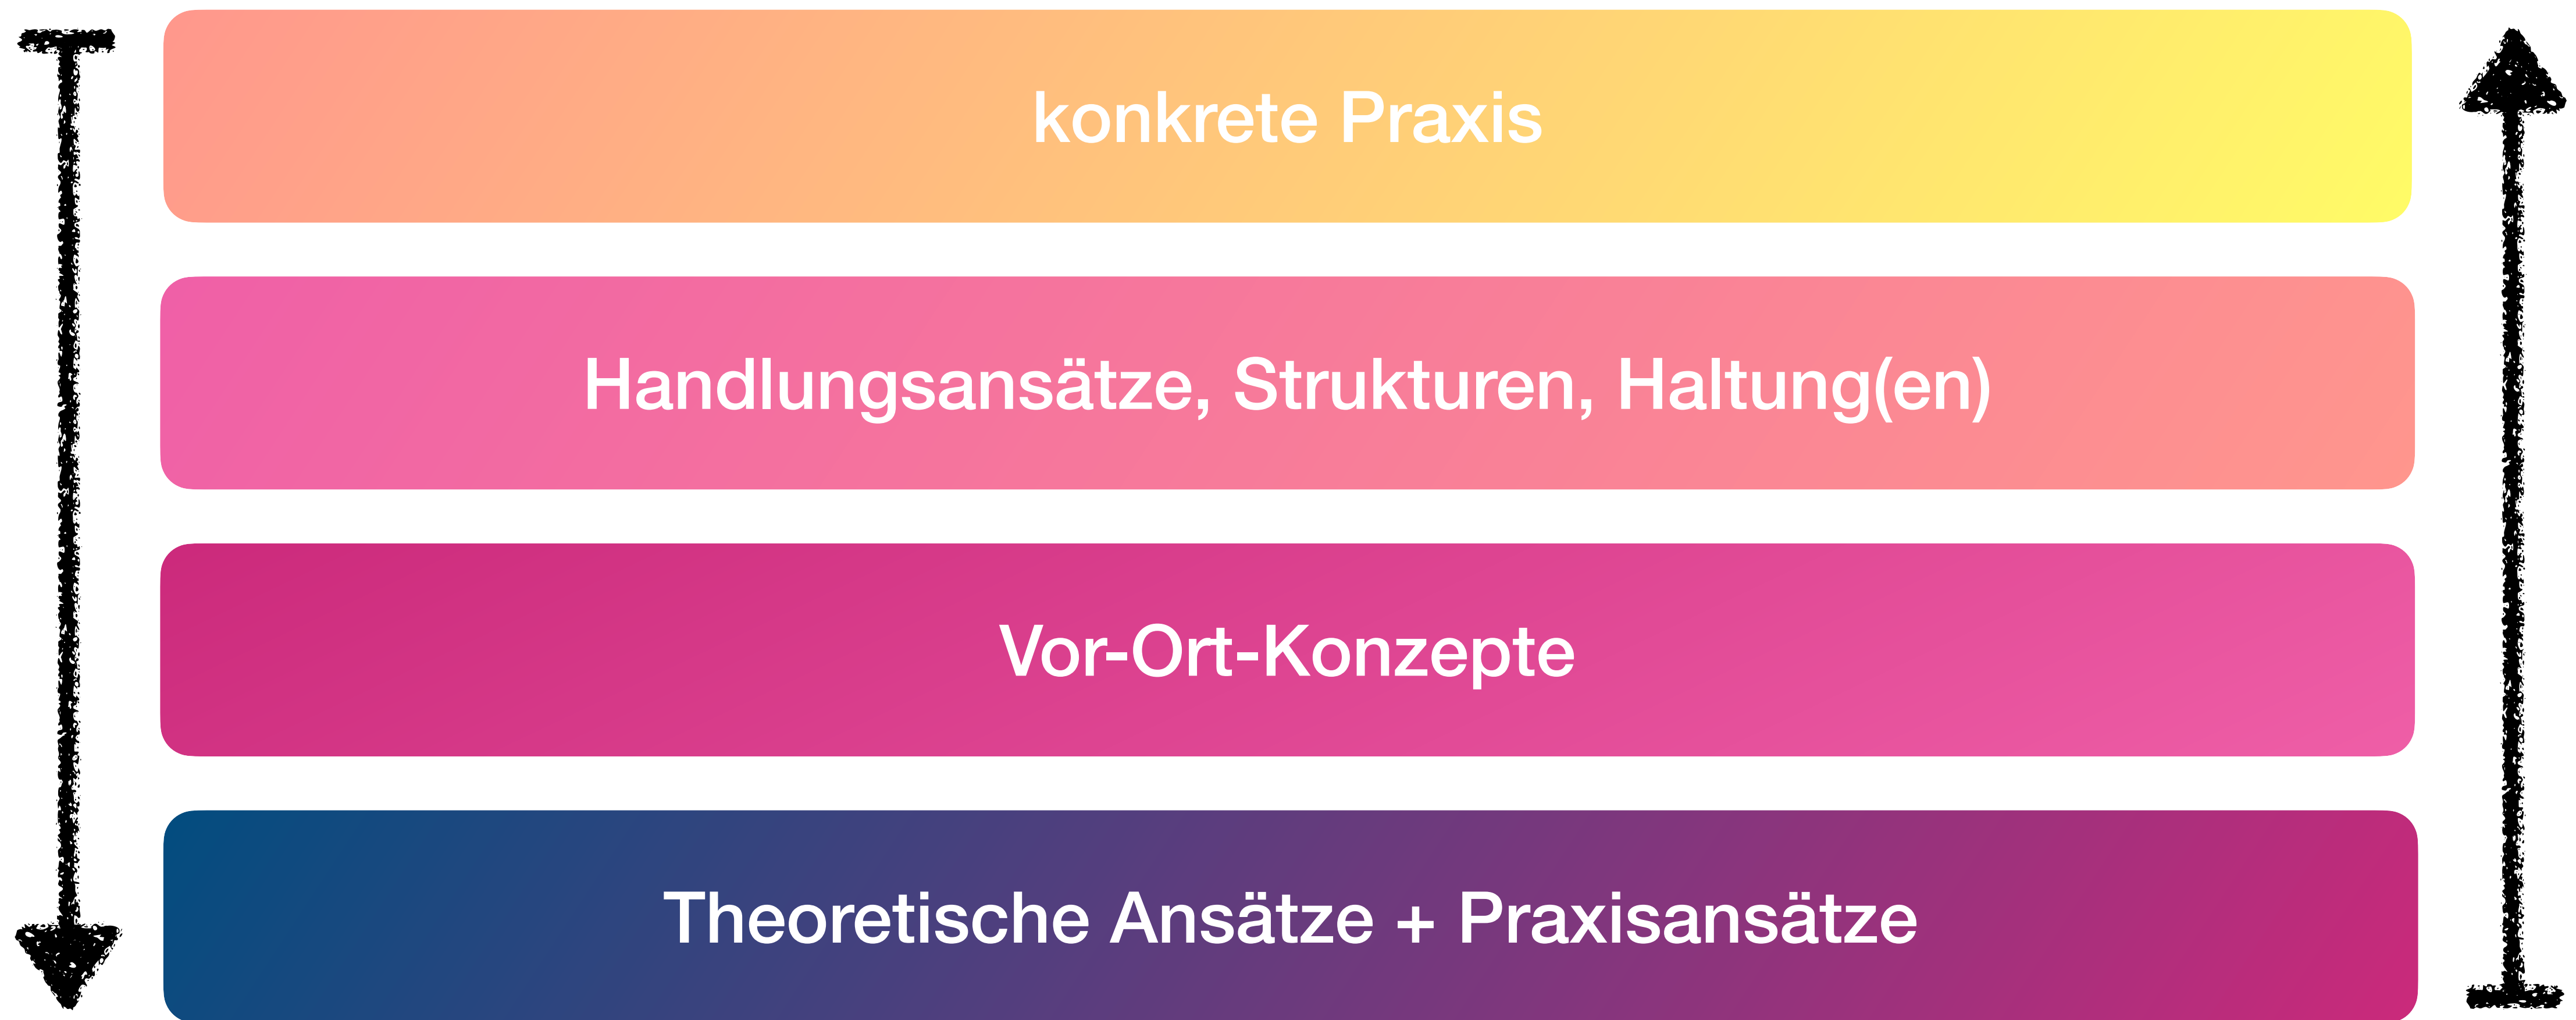 konkrete Praxis
Handlungsansätze, Strukturen, Haltung(en)
Vor-Ort-Konzepte
Theoretische Ansätze + Praxisansätze